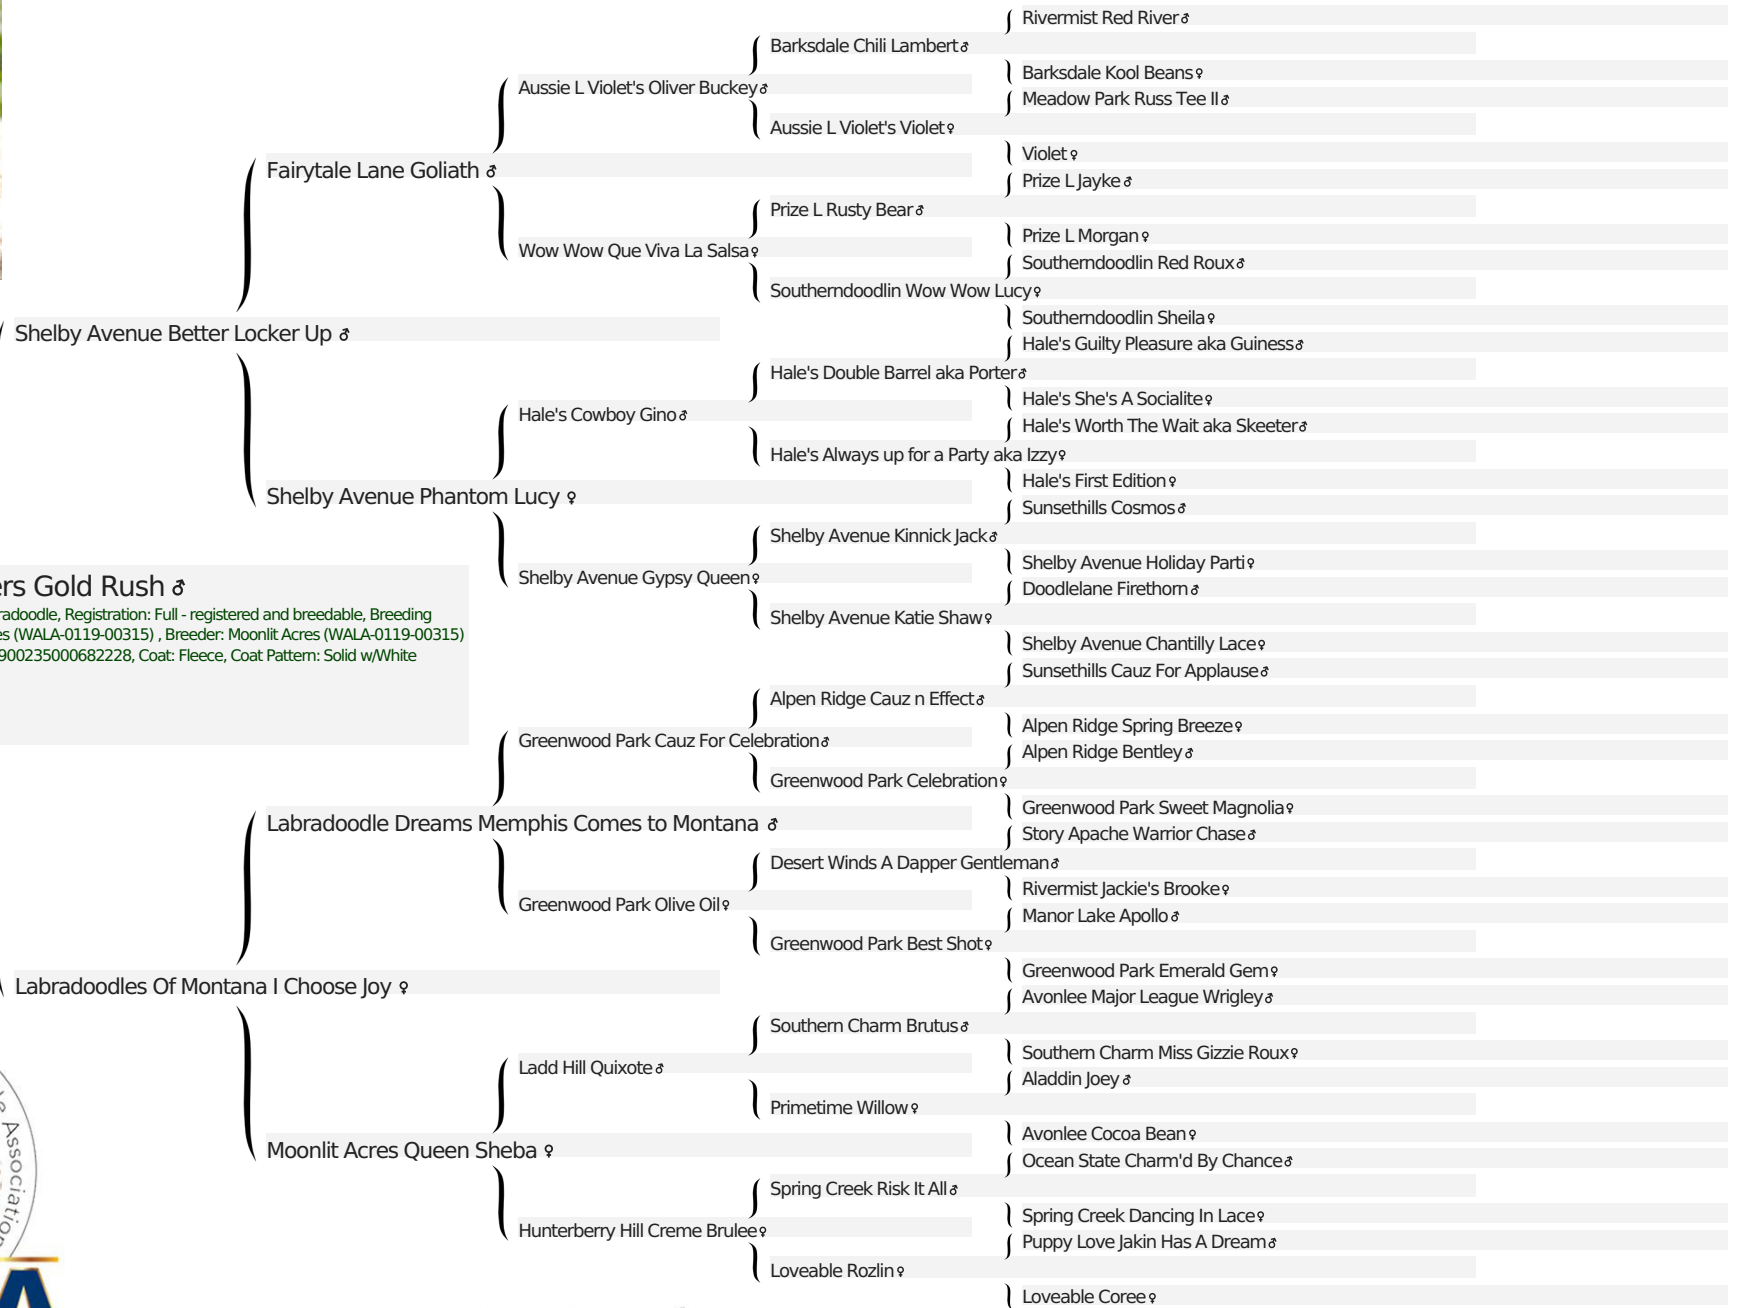 Rivermist Red River♂
Barksdale Chili Lambert♂
Barksdale Kool Beans♀
Aussie L Violet's Oliver Buckey♂
Meadow Park Russ Tee II♂
Aussie L Violet's Violet♀
Violet♀
Fairytale Lane Goliath ♂
Prize L Jayke♂
Prize L Rusty Bear♂
Prize L Morgan♀
Wow Wow Que Viva La Salsa♀
Southerndoodlin Red Roux♂
Southerndoodlin Wow Wow Lucy♀
Southerndoodlin Sheila♀
Shelby Avenue Better Locker Up ♂
Hale's Guilty Pleasure aka Guiness♂
Hale's Double Barrel aka Porter♂
Hale's She's A Socialite♀
Hale's Cowboy Gino♂
Hale's Worth The Wait aka Skeeter♂
Hale's Always up for a Party aka Izzy♀
Hale's First Edition♀
Shelby Avenue Phantom Lucy ♀
Sunsethills Cosmos♂
Shelby Avenue Kinnick Jack♂
Shelby Avenue Holiday Parti♀
Shelby Avenue Gypsy Queen♀
Doodlelane Firethorn♂
Shelby Avenue Katie Shaw♀
Shelby Avenue Chantilly Lace♀
ers Gold Rush ♂
radoodle, Registration: Full - registered and breedable, Breeding
es (WALA-0119-00315) , Breeder: Moonlit Acres (WALA-0119-00315)
900235000682228, Coat: Fleece, Coat Pattern: Solid w/White
Sunsethills Cauz For Applause♂
Alpen Ridge Cauz n Effect♂
Alpen Ridge Spring Breeze♀
Greenwood Park Cauz For Celebration♂
Alpen Ridge Bentley♂
Greenwood Park Celebration♀
Greenwood Park Sweet Magnolia♀
Labradoodle Dreams Memphis Comes to Montana ♂
Story Apache Warrior Chase♂
Desert Winds A Dapper Gentleman♂
Rivermist Jackie's Brooke♀
Greenwood Park Olive Oil♀
Manor Lake Apollo♂
Greenwood Park Best Shot♀
Greenwood Park Emerald Gem♀
Labradoodles Of Montana I Choose Joy ♀
Avonlee Major League Wrigley♂
Southern Charm Brutus♂
Southern Charm Miss Gizzie Roux♀
Ladd Hill Quixote♂
Aladdin Joey♂
Primetime Willow♀
Avonlee Cocoa Bean♀
Moonlit Acres Queen Sheba ♀
Ocean State Charm'd By Chance♂
Spring Creek Risk It All♂
Spring Creek Dancing In Lace♀
Hunterberry Hill Creme Brulee♀
Puppy Love Jakin Has A Dream♂
Loveable Rozlin♀
Loveable Coree♀
Association
A